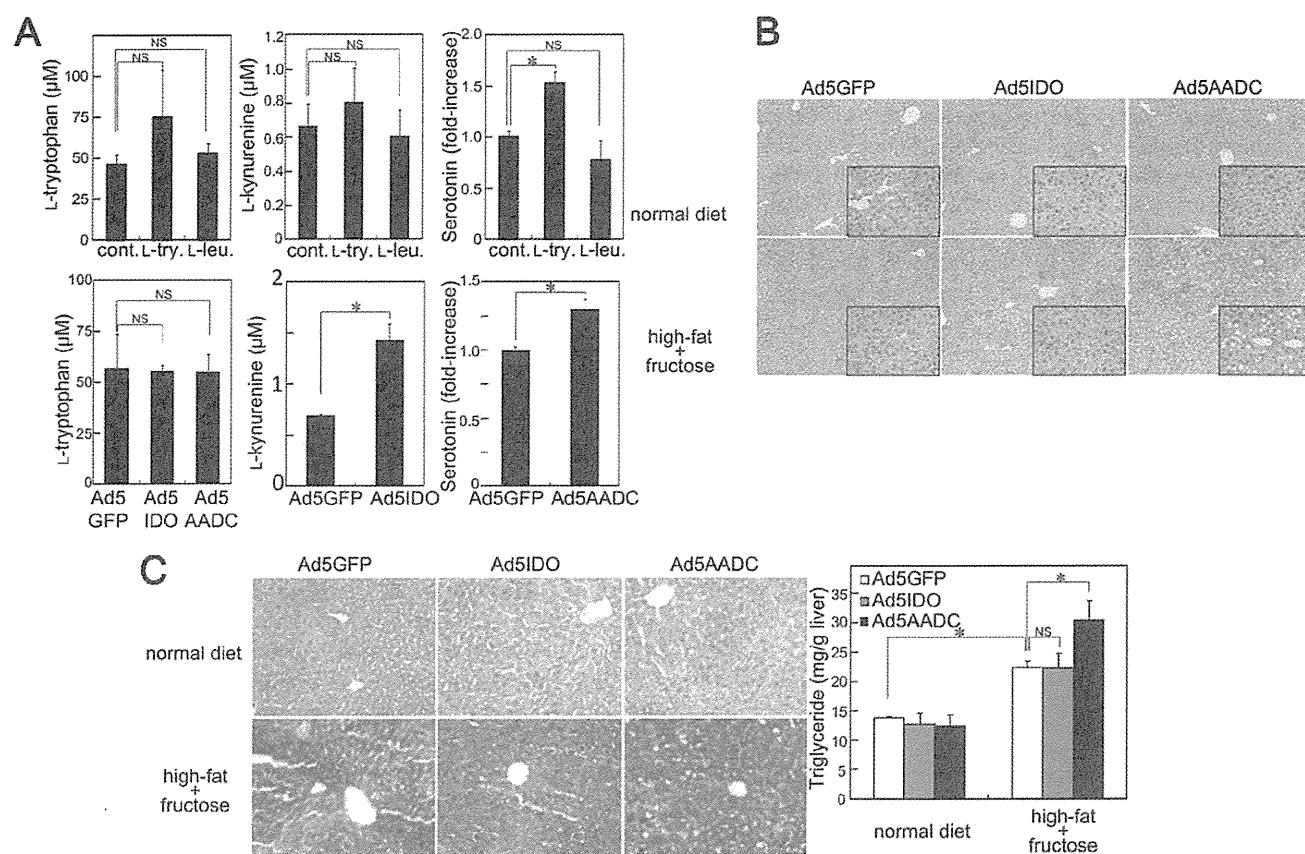 A
L-tryptophan (µM)
100
75
50
25
0
NS
NS
cont. L-try. L-leu.
L-kynurenine (µM)
1.2
1.0
0.8
0.6
0.4
0.2
0
NS
NS
cont. L-try. L-leu.
Serotonin (fold-increase)
2.0
1.5
1.0
0.5
0
NS
*
cont. L-try. L-leu.
normal diet
L-tryptophan (µM)
100
75
50
25
0
NS
NS
Ad5 Ad5 Ad5
GFP IDO AADC
L-kynurenine (µM)
2
1
0
2
*
Ad5GFP Ad5IDO
Serotonin (fold-increase)
1.5
1.0
0.5
0
*
Ad5GFP Ad5AADC
high-fat
+
fructose
B
Ad5GFP Ad5IDO Ad5AADC
C
Ad5GFP Ad5IDO Ad5AADC
normal diet
high-fat
+
fructose
Triglyceride (mg/g liver)
35
30
25
20
15
10
5
0
Ad5GFP
Ad5IDO
Ad5AADC
*
*
NS
normal diet
high-fat
+
fructose